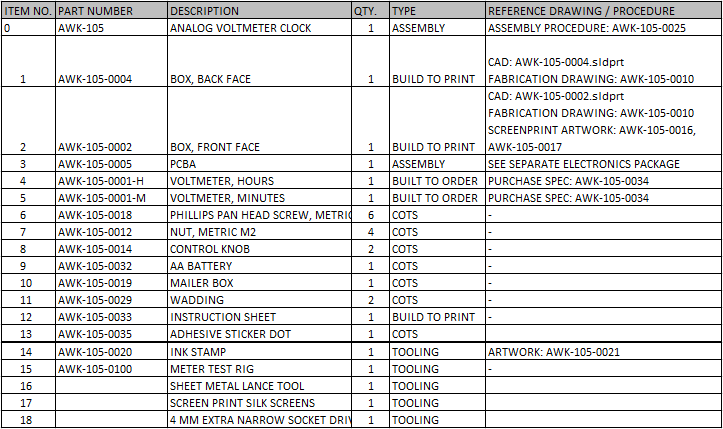 ITEM NO. PART NUMBER DESCRIPTION QTY. TYPE REFERENCE DRAWING / PROCEDURE
0 AWK-105 ANALOG VOLTMETER CLOCK 1 ASSEMBLY ASSEMBLY PROCEDURE: AWK-105-0025
CAD: AWK-105-0004.sldprt
1 AWK-105-0004 BOX, BACK FACE 1 BUILD TO PRINT FABRICATION DRAWING: AWK-105-0010
CAD: AWK-105-0002.sldprt
FABRICATION DRAWING: AWK-105-0010
SCREENPRINT ARTWORK: AWK-105-0016,
2 AWK-105-0002 BOX, FRONT FACE 1 BUILD TO PRINT AWK-105-0017
3 AWK-105-0005 PCBA 1 ASSEMBLY SEE SEPARATE ELECTRONICS PACKAGE
4 AWK-105-0001-H VOLTMETER, HOURS 1 BUILT TO ORDER PURCHASE SPEC: AWK-105-0034
5 AWK-105-0001-M VOLTMETER, MINUTES 1 BUILT TO ORDER PURCHASE SPEC: AWK-105-0034
6 AWK-105-0018 PHILLIPS PAN HEAD SCREW, METRIC 6 COTS -
7 AWK-105-0012 NUT, METRIC M2 4 COTS -
8 AWK-105-0014 CONTROL KNOB 2 COTS -
9 AWK-105-0032 AA BATTERY 1 COTS -
10 AWK-105-0019 MAILER BOX 1 COTS -
11 AWK-105-0029 WADDING 2 COTS -
12 AWK-105-0033 INSTRUCTION SHEET 1 BUILD TO PRINT -
13 AWK-105-0035 ADHESIVE STICKER DOT 1 COTS
14 AWK-105-0020 INK STAMP 1 TOOLING ARTWORK: AWK-105-0021
15 AWK-105-0100 METER TEST RIG 1 TOOLING -
16 SHEET METAL LANCE TOOL 1 TOOLING
17 SCREEN PRINT SILK SCREENS 1 TOOLING
18 4 MM EXTRA NARROW SOCKET DRIV 1 TOOLING